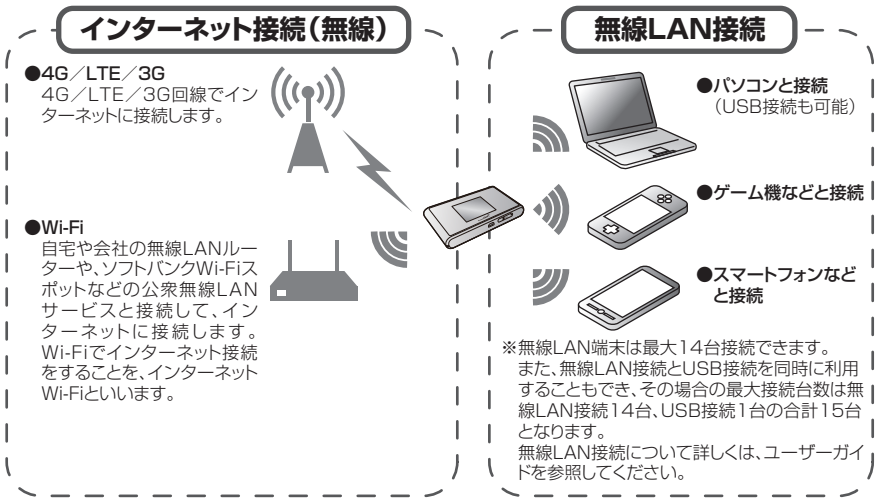 インターネット接続（無線）
●4G／LTE／3G
4G／LTE／3G回線でイン
ターネットに接続します。
●Wi-Fi
自宅や会社の無線LANルー
ターや、ソフトバンクWi-Fiス
ポットなどの公衆無線LAN
サービスと接続して、イン
ターネットに接続します。
Wi-Fiでインターネット接続
をすることを、インターネット
Wi-Fiといいます。
無線LAN接続
●パソコンと接続
（USB接続も可能）
●ゲーム機などと接続
●スマートフォンなど
と接続
※無線LAN端末は最大14台接続できます。
また、無線LAN接続とUSB接続を同時に利用
することもでき、その場合の最大接続台数は無
線LAN接続14台、USB接続1台の合計15台
となります。
無線LAN接続について詳しくは、ユーザーガイ
ドを参照してください。